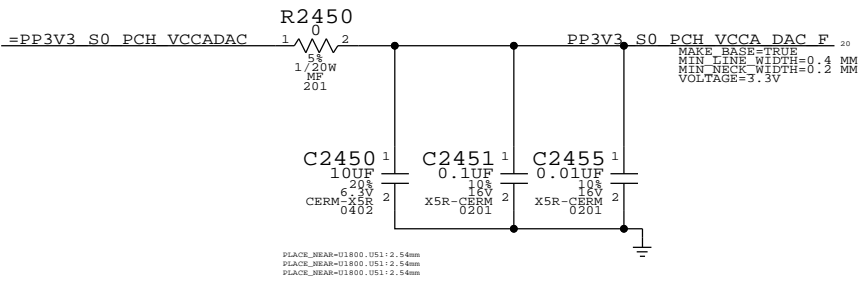 R2450
0
=PP3V3_S0_PCH_VCCADAC
1
2
5%
1/20W
MF
201
PP3V3_S0_PCH_VCCA_DAC_F
20
MAKE_BASE=TRUE
MIN_LINE_WIDTH=0.4 MM
MIN_NECK_WIDTH=0.2 MM
VOLTAGE=3.3V
C2450
1
10UF
20%
6.3V
2
CERM-X5R
0402
C2451
1
0.1UF
10%
16V
2
X5R-CERM
0201
C2455
1
0.01UF
10%
16V
2
X5R-CERM
0201
PLACE_NEAR=U1800.U51:2.54mm
PLACE_NEAR=U1800.U51:2.54mm
PLACE_NEAR=U1800.U51:2.54mm